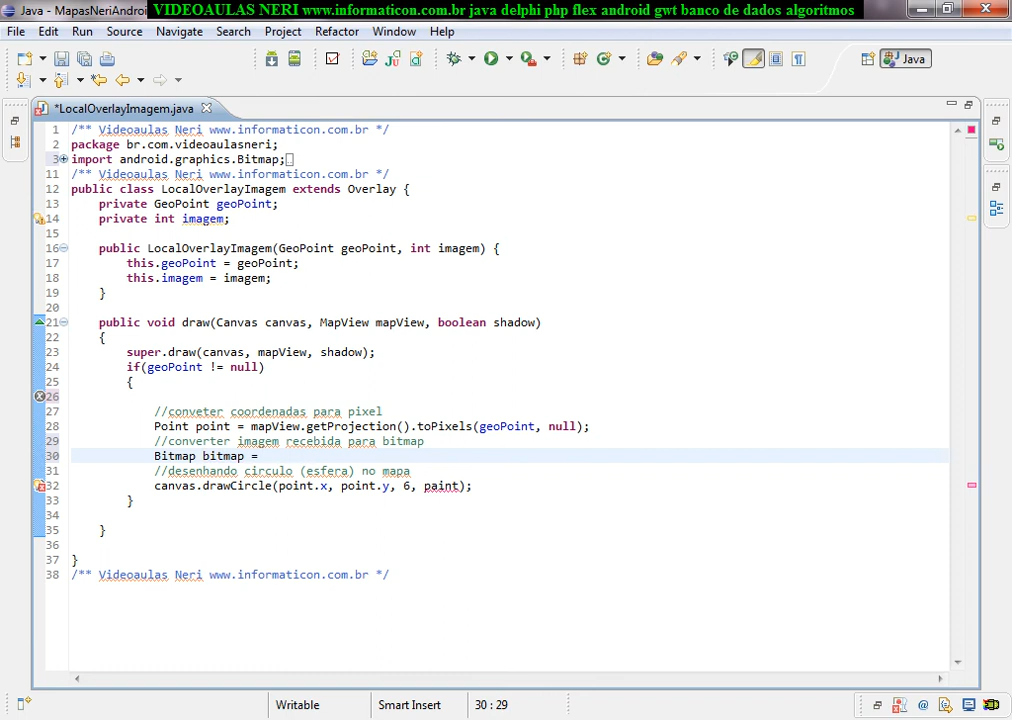 Java - MapasNeriAndroi
VIDEOAULAS NERI www.informaticon.com.br java delphi php flex android gwt banco de dados algoritmos
File Edit Run Source Navigate Search Project Refactor Window Help
Java
*LocalOverlayImagem.java
1 /** Videoaulas Neri www.informaticon.com.br */
2 package br.com.videoaulasneri;
3 import android.graphics.Bitmap;
11 /** Videoaulas Neri www.informaticon.com.br */
12 public class LocalOverlayImagem extends Overlay {
13 private GeoPoint geoPoint;
14 private int imagem;
15
16 public LocalOverlayImagem(GeoPoint geoPoint, int imagem) {
17 this.geoPoint = geoPoint;
18 this.imagem = imagem;
19 }
20
21 public void draw(Canvas canvas, MapView mapView, boolean shadow)
22 {
23 super.draw(canvas, mapView, shadow);
24 if(geoPoint != null)
25 {
26
27 //conveter coordenadas para pixel
28 Point point = mapView.getProjection().toPixels(geoPoint, null);
29 //converter imagem recebida para bitmap
30 Bitmap bitmap =
31 //desenhando circulo (esfera) no mapa
32 canvas.drawCircle(point.x, point.y, 6, paint);
33 }
34
35 }
36
37 }
38 /** Videoaulas Neri www.informaticon.com.br */
Writable Smart Insert 30 : 29